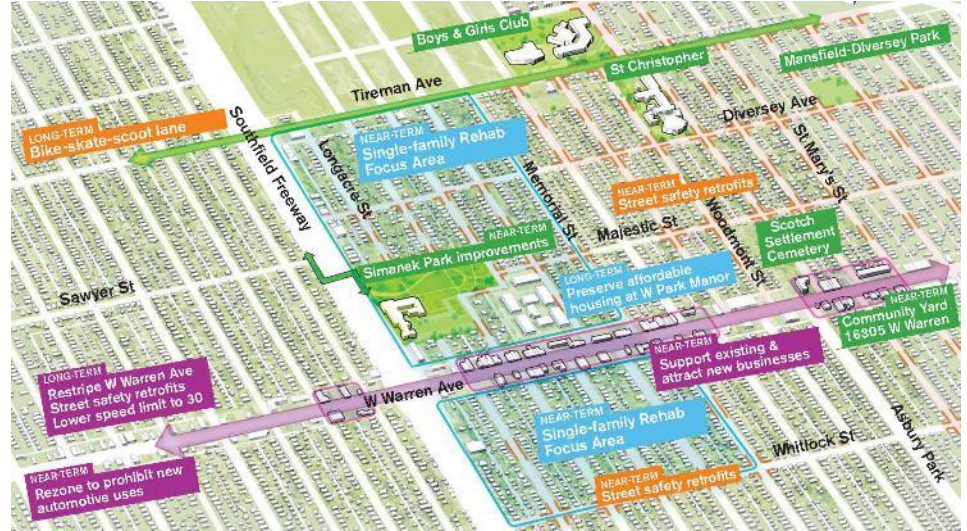 Boys & Girls Club
St Christopher
Mansfield-Diversey Park
Tireman Ave
Diversey Ave
LONG-TERM
Bike-skate-scoot lane
Southfield Freeway
Longacre St
NEAR-TERM
Single-family Rehab
Focus Area
Memorial St
St Mary's St
NEAR-TERM
Street safety retrofits
Woodmont St
Majestic St
Scotch
Settlement
Cemetery
NEAR-TERM
Simanek Park improvements
Sawyer St
LONG-TERM
Preserve affordable
housing at W Park Manor
NEAR-TERM
Community Yard
16305 W Warren
NEAR-TERM
Support existing &
attract new businesses
LONG-TERM
Restripe W Warren Ave
Street safety retrofits
Lower speed limit to 30
W Warren Ave
NEAR-TERM
Single-family Rehab
Focus Area
Whitlock St
Asbury Park
NEAR-TERM
Rezone to prohibit new
automotive uses
NEAR-TERM
Street safety retrofits